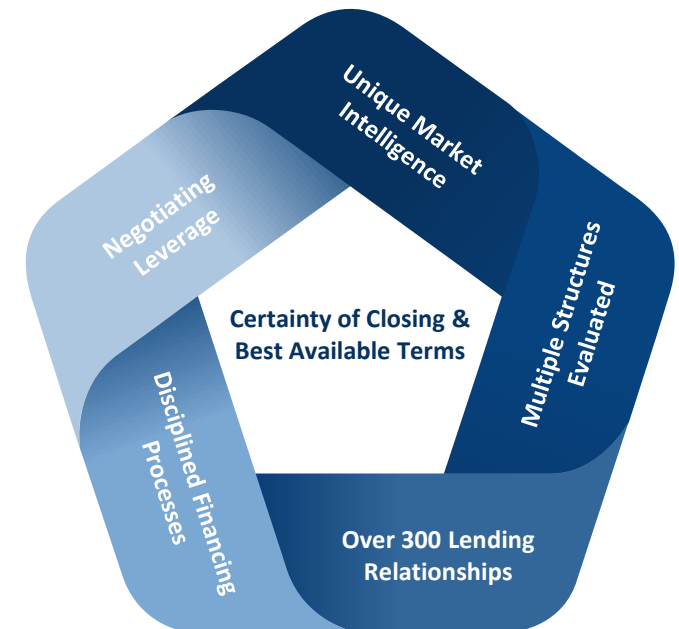 Unique Market
Intelligence
Negotiating
Leverage
Multiple Structures
Evaluated
Certainty of Closing &
Best Available Terms
Disciplined Financing
Processes
Over 300 Lending
Relationships